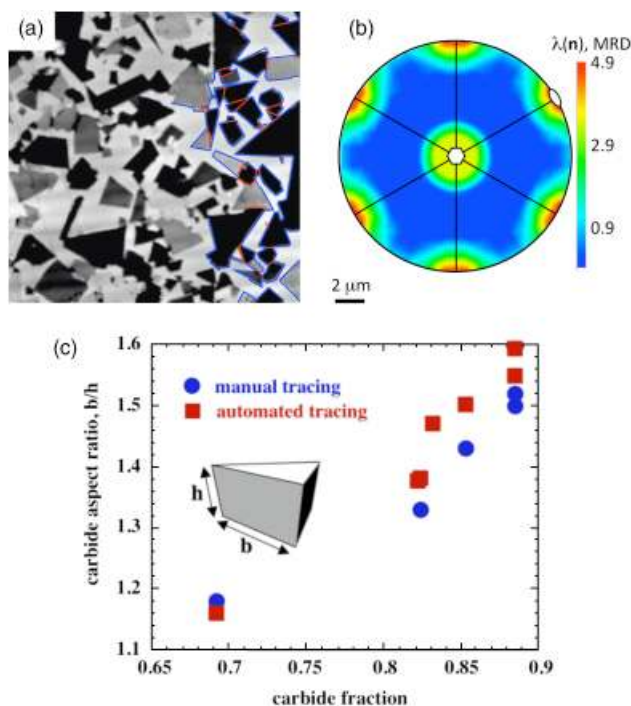 (a)
(b)
λ(n), MRD
4.9
2.9
0.9
2 μm
(c)
1.6
1.5
1.4
1.3
1.2
1.1
carbide aspect ratio, b/h
manual tracing
automated tracing
h
b
0.65 0.7 0.75 0.8 0.85 0.9
carbide fraction